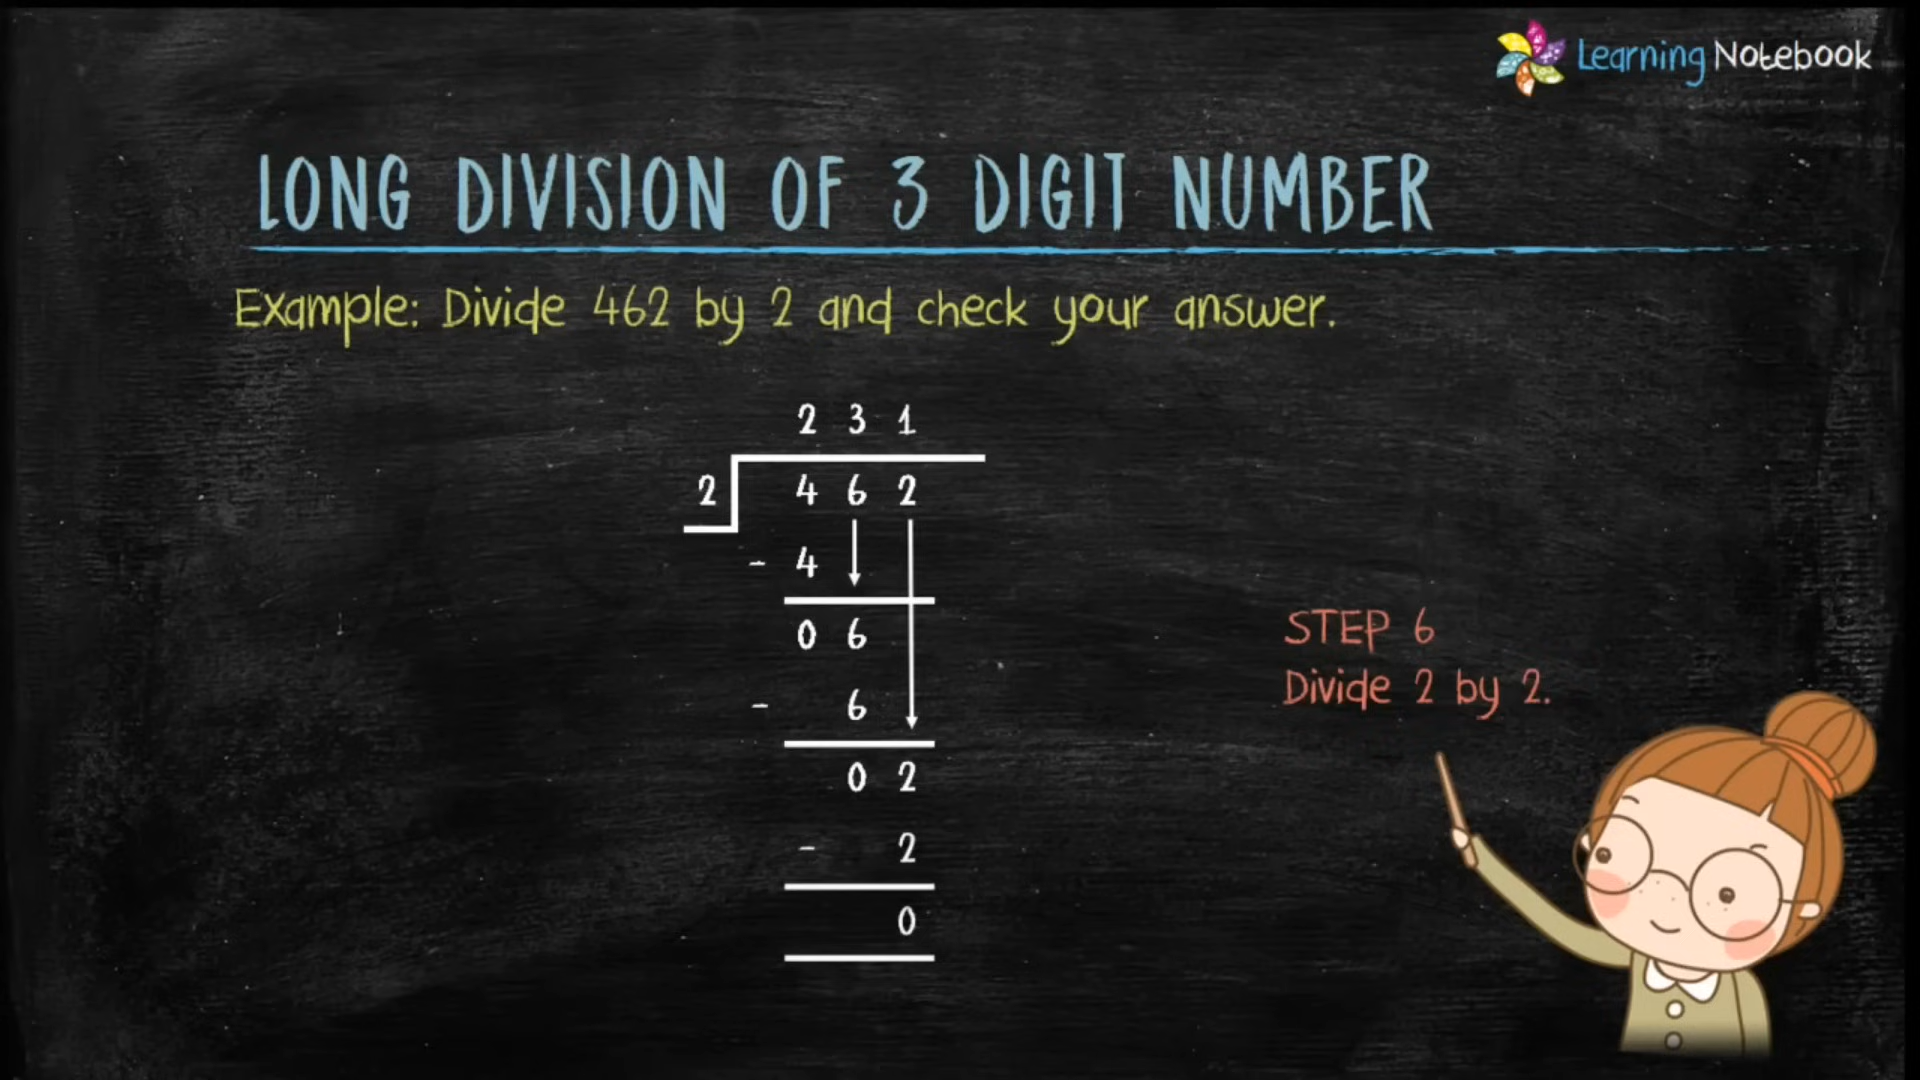 Learning Notebook
LONG DIVISION OF 3 DIGIT NUMBER
Example: Divide 462 by 2 and check your answer.
2 3 1
2 4 6 2
- 4
0 6
- 6
0 2
- 2
0
STEP 6
Divide 2 by 2.